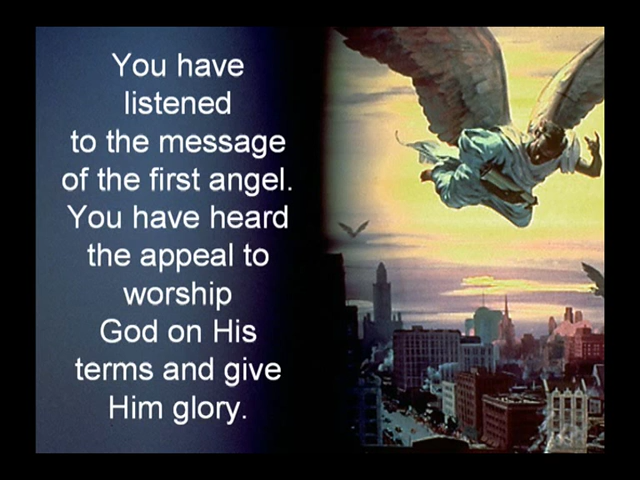 You have
listened
to the message
of the first angel.
You have heard
the appeal to
worship
God on His
terms and give
Him glory.